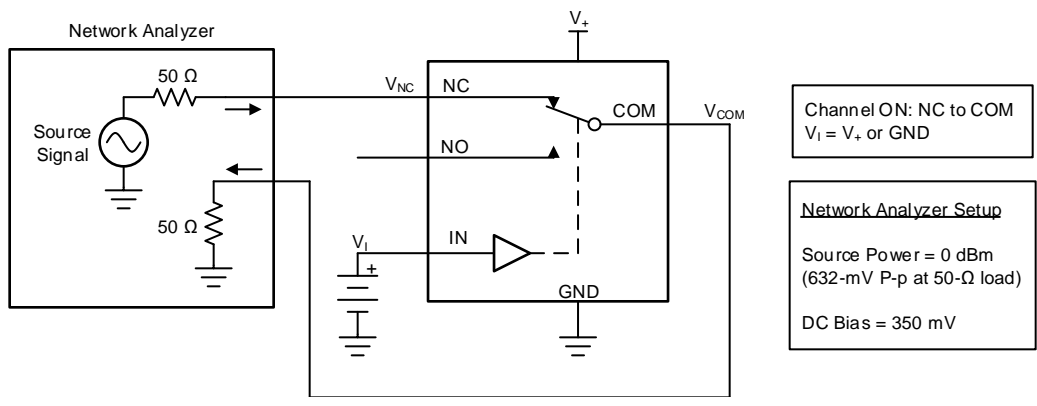 Network Analyzer
50 Ω
Source
Signal
50 Ω
V+
VNC
NC
COM
VCOM
NO
VI
IN
+
GND
Channel ON: NC to COM
VI = V+ or GND
Network Analyzer Setup
Source Power = 0 dBm
(632-mV P-p at 50-Ω load)
DC Bias = 350 mV